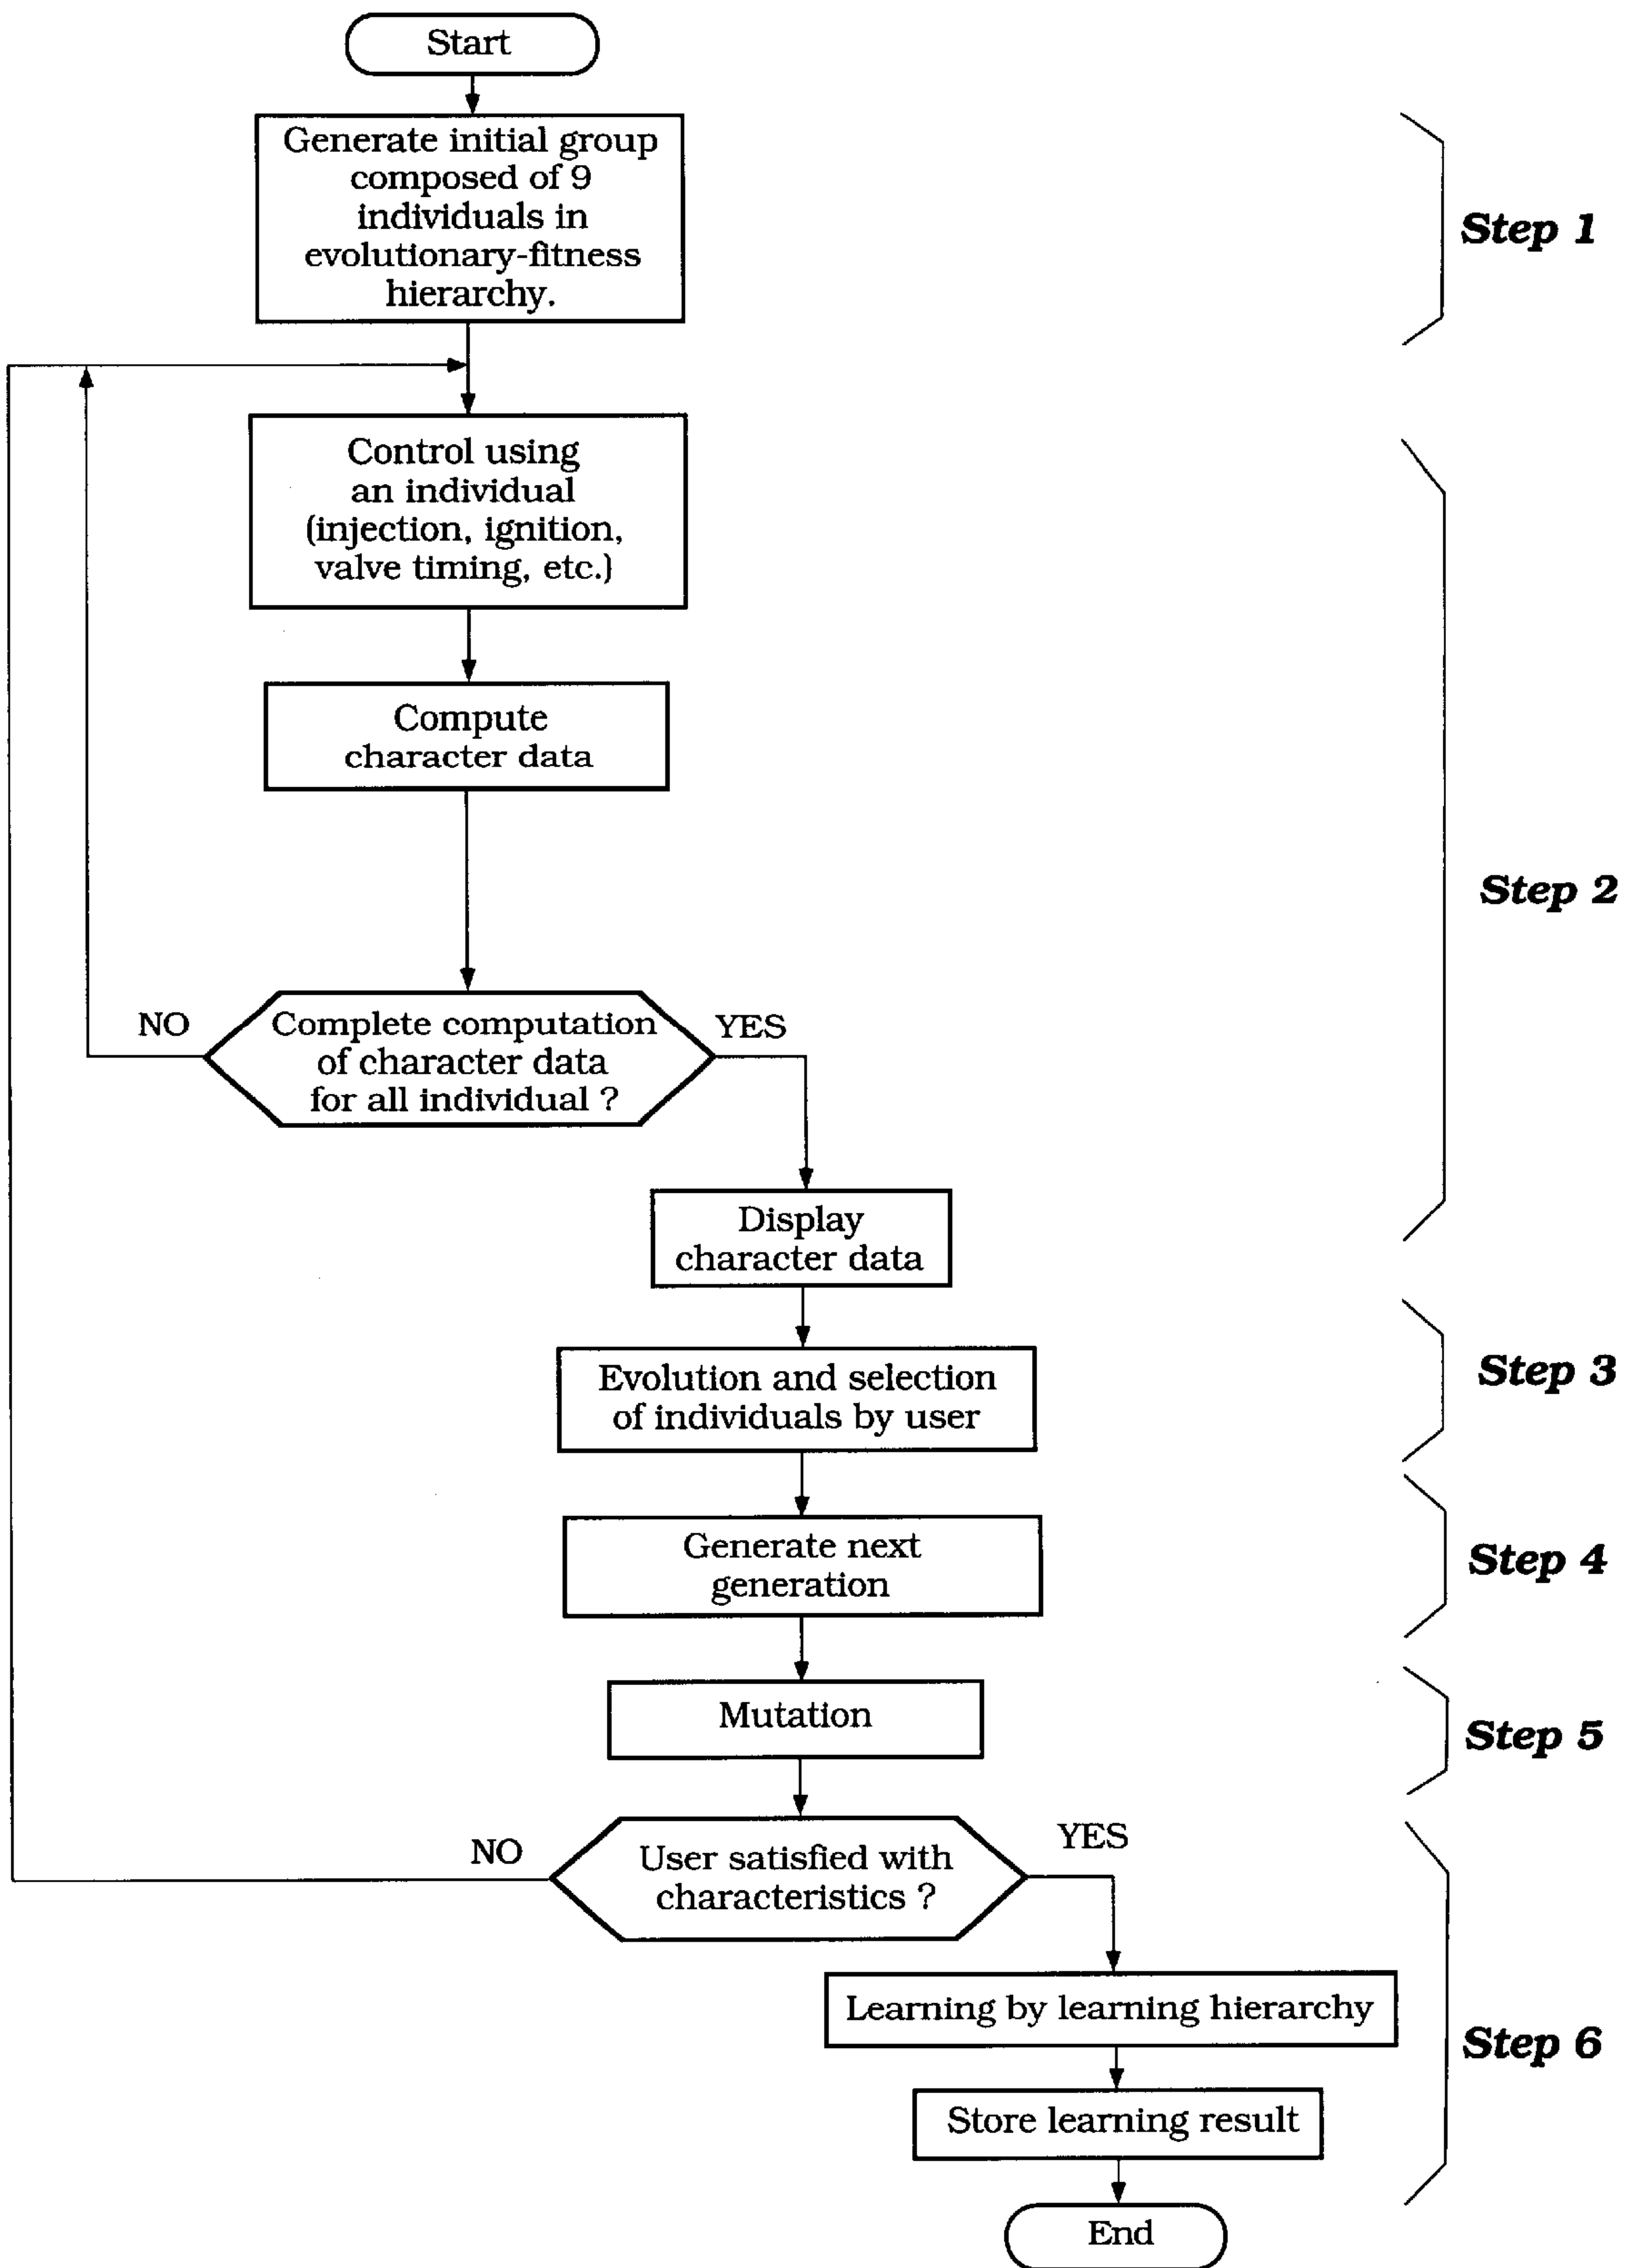 Start
Generate initial group
composed of 9
individuals in
evolutionary-fitness
hierarchy.
Step 1
Control using
an individual
(injection, ignition,
valve timing, etc.)
Compute
character data
Step 2
NO
Complete computation
of character data
for all individual ?
YES
Display
character data
Evolution and selection
of individuals by user
Step 3
Generate next
generation
Step 4
Mutation
Step 5
NO
User satisfied with
characteristics ?
YES
Learning by learning hierarchy
Step 6
Store learning result
End